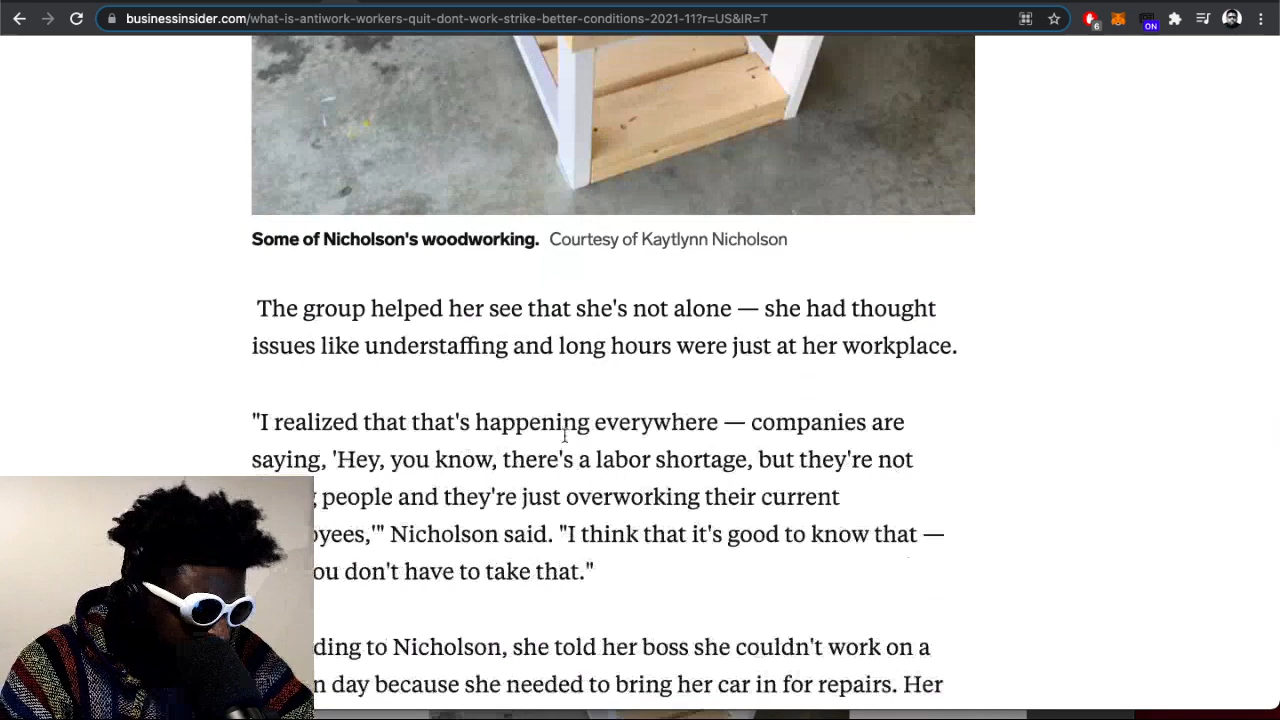 businessinsider.com/what-is-antiwork-workers-quit-dont-work-strike-better-conditions-2021-11?r=US&IR=T
6
ON
Some of Nicholson's woodworking. Courtesy of Kaytlynn Nicholson
The group helped her see that she's not alone — she had thought
issues like understaffing and long hours were just at her workplace.
"I realized that that's happening everywhere — companies are
saying, 'Hey, you know, there's a labor shortage, but they're not
people and they're just overworking their current
oyees,'" Nicholson said. "I think that it's good to know that —
ou don't have to take that."
ding to Nicholson, she told her boss she couldn't work on a
n day because she needed to bring her car in for repairs. Her